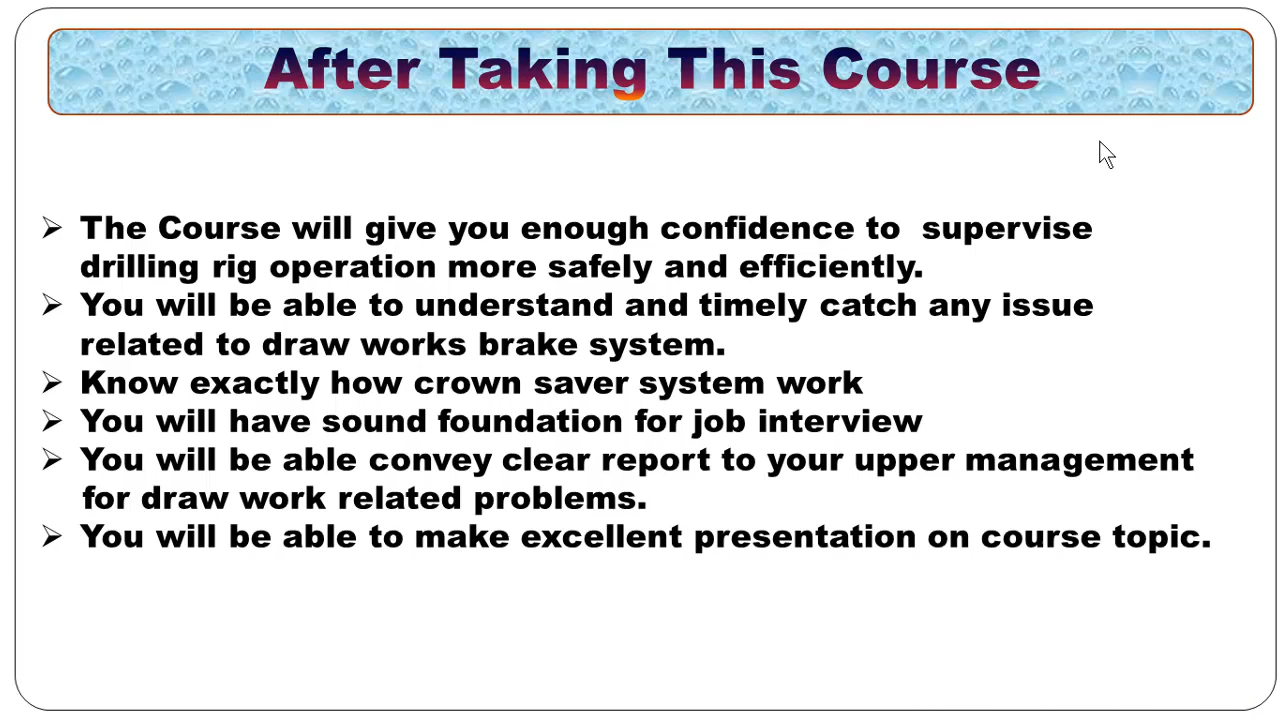 After Taking This Course
➢ The Course will give you enough confidence to  supervise
drilling rig operation more safely and efficiently.
➢ You will be able to understand and timely catch any issue
related to draw works brake system.
➢ Know exactly how crown saver system work
➢ You will have sound foundation for job interview
➢ You will be able convey clear report to your upper management
for draw work related problems.
➢ You will be able to make excellent presentation on course topic.